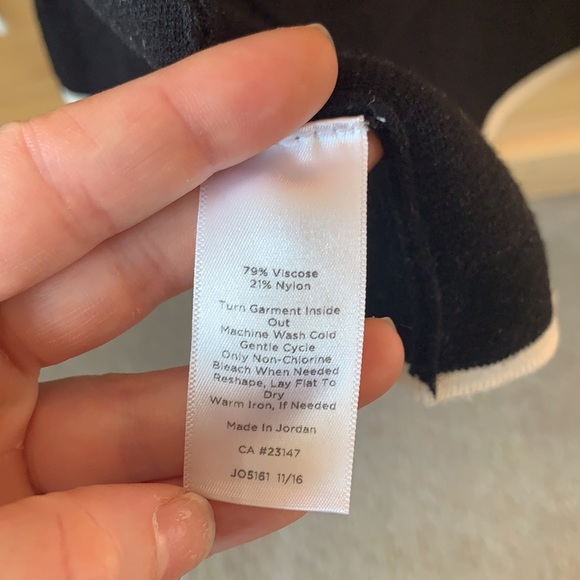 79% Viscose
21% Nylon
Turn Garment Inside
Out
Machine Wash Cold
Gentle Cycle
Only Non-Chlorine
Bleach When Needed
Reshape, Lay Flat To
Dry
Warm Iron, If Needed
Made In Jordan
CA #23147
JO5161 11/16